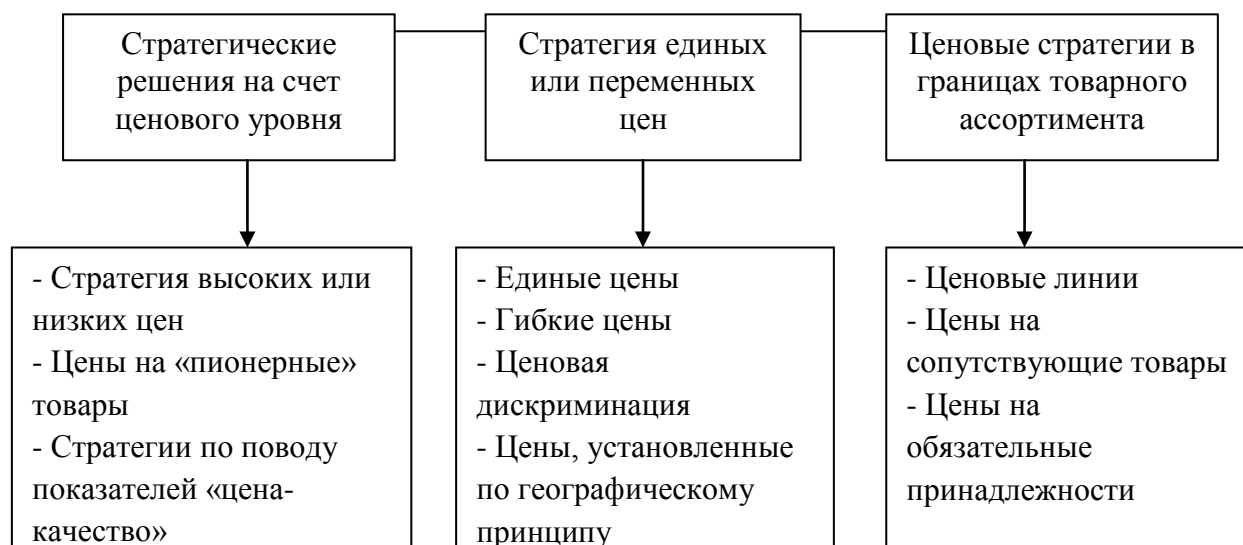 Стратегические
решения на счет
ценового уровня
Стратегия единых
или переменных
цен
Ценовые стратегии в
границах товарного
ассортимента
- Стратегия высоких или
низких цен
- Цены на «пионерные»
товары
- Стратегии по поводу
показателей «цена-
качество»
- Единые цены
- Гибкие цены
- Ценовая
дискриминация
- Цены, установленные
по географическому
принципу
- Ценовые линии
- Цены на
сопутствующие товары
- Цены на
обязательные
принадлежности